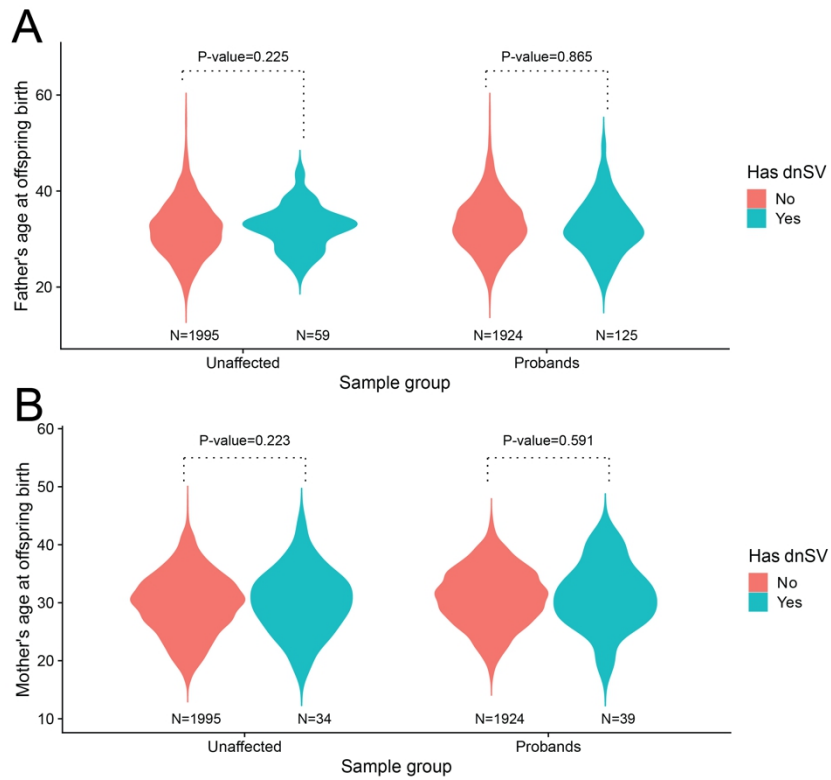 A
P-value=0.225
P-value=0.865
60
40
20
Father's age at offspring birth
N=1995
N=59
N=1924
N=125
Unaffected
Probands
Sample group
Has dnSV
No
Yes
B
P-value=0.223
P-value=0.591
60
50
40
30
20
10
Mother's age at offspring birth
N=1995
N=34
N=1924
N=39
Unaffected
Probands
Sample group
Has dnSV
No
Yes